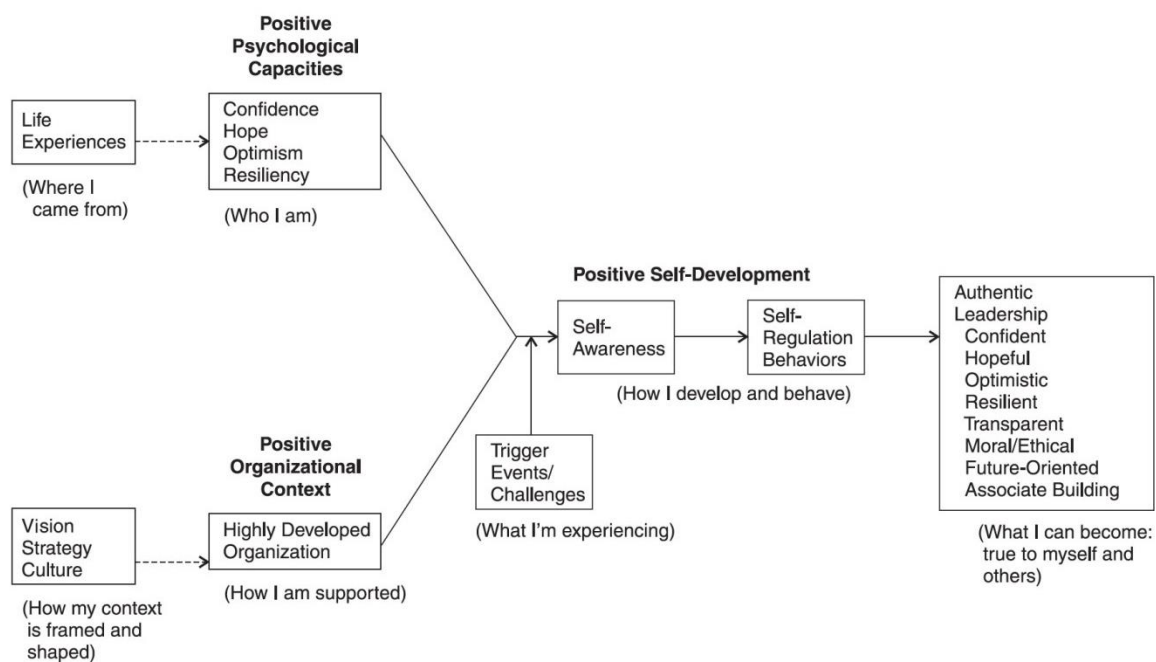 Positive
Psychological
Capacities
Life
Experiences
(Where I
came from)
Confidence
Hope
Optimism
Resiliency
(Who I am)
Positive
Organizational
Context
Vision
Strategy
Culture
(How my context
is framed and
shaped)
Highly Developed
Organization
(How I am supported)
Trigger
Events/
Challenges
(What I'm experiencing)
Positive Self-Development
Self-
Awareness
Self-
Regulation
Behaviors
(How I develop and behave)
Authentic
Leadership
Confident
Hopeful
Optimistic
Resilient
Transparent
Moral/Ethical
Future-Oriented
Associate Building
(What I can become:
true to myself and
others)